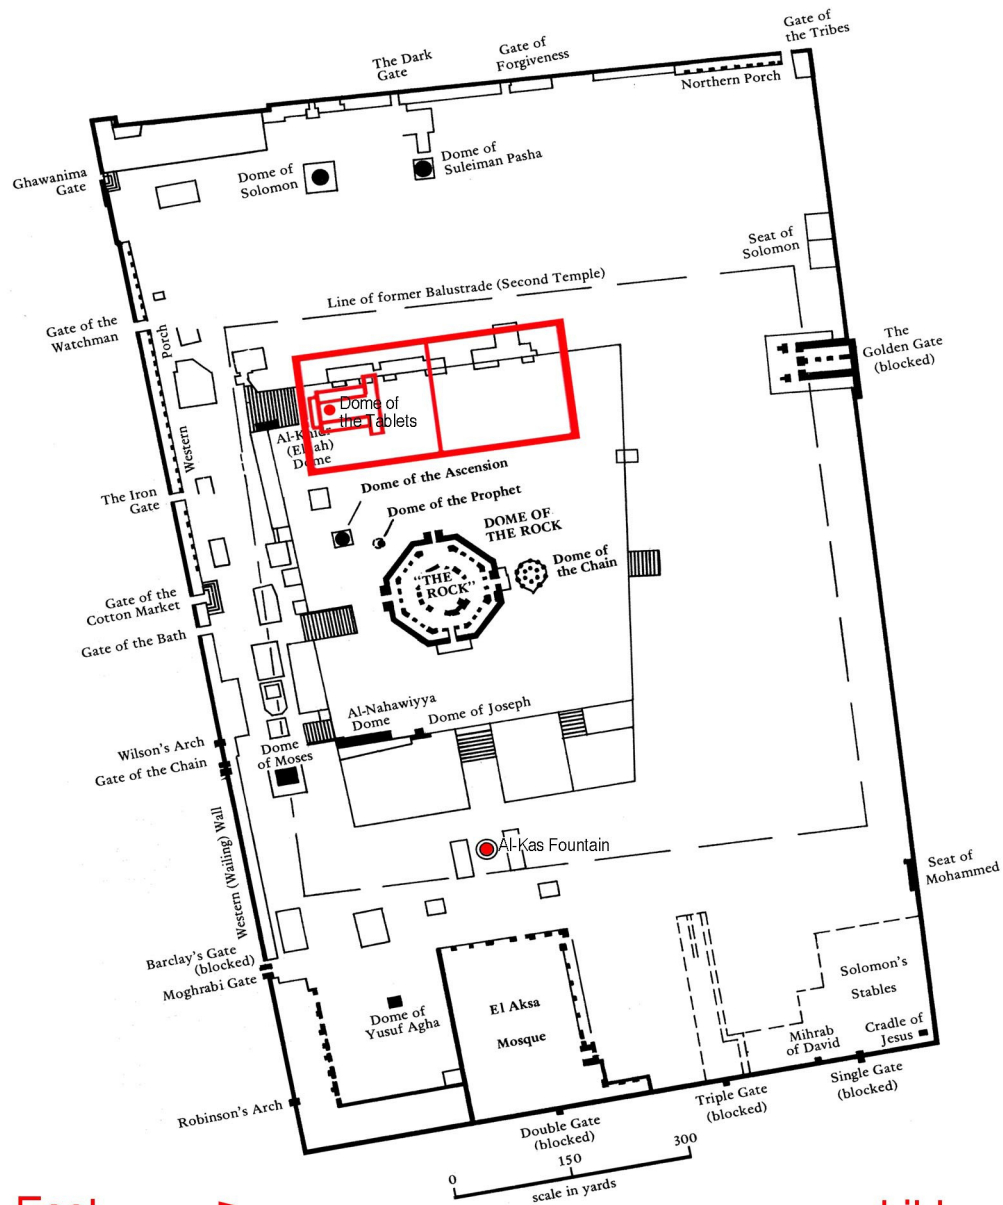 Gate of
the Tribes
The Dark
Gate
Gate of
Forgiveness
Northern Porch
Ghawanima
Gate
Dome of
Solomon
Dome of
Suleiman Pasha
Seat of
Solomon
Line of former Balustrade (Second Temple)
Gate of the
Watchman
Porch
Western
The
Golden Gate
(blocked)
Dome of
the Tablets
Al-Khidr
(Elijah)
Dome
The Iron
Gate
Dome of the Ascension
Dome of the Prophet
DOME OF
THE ROCK
"THE
ROCK"
Dome of
the Chain
Gate of the
Cotton Market
Gate of the Bath
Al-Nahawiyya
Dome
Dome of Joseph
Wilson's Arch
Gate of the Chain
Dome
of Moses
Western (Wailing) Wall
Al-Kas Fountain
Seat of
Mohammed
Barclay's Gate
(blocked)
Moghrabi Gate
Dome of
Yusuf Agha
El Aksa
Mosque
Solomon's
Stables
Mihrab
of David
Cradle of
Jesus
Robinson's Arch
Double Gate
(blocked)
Triple Gate
(blocked)
Single Gate
(blocked)
0
150
300
scale in yards